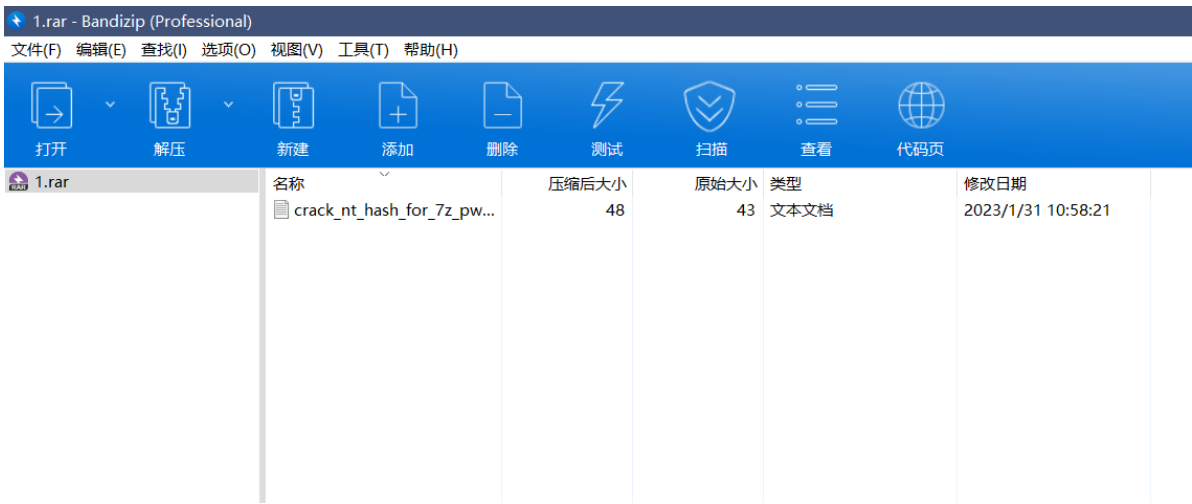 1.rar - Bandizip (Professional)
文件(F) 编辑(E) 查找(I) 选项(O) 视图(V) 工具(T) 帮助(H)
打开 解压 新建 添加 删除 测试 扫描 查看 代码页
1.rar
名称 压缩后大小 原始大小 类型 修改日期
crack_nt_hash_for_7z_pw... 48 43 文本文档 2023/1/31 10:58:21